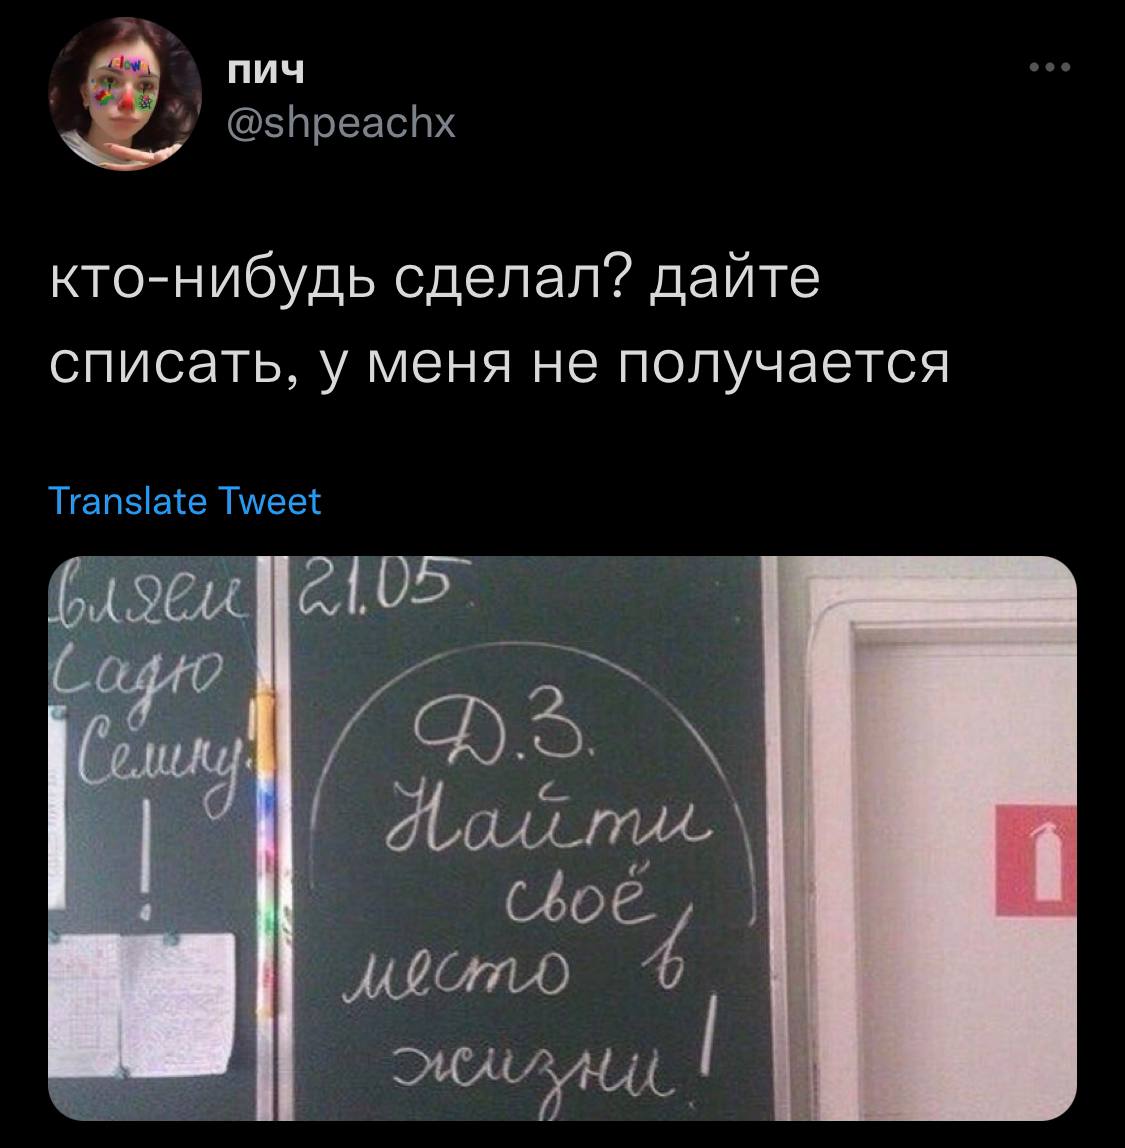 пич
@shpeachx
кто-нибудь сделал? дайте
списать, у меня не получается
Translate Tweet
вляем
Садю
Семину!
21.05
Д.З.
Найти
своё
место в
жизни!